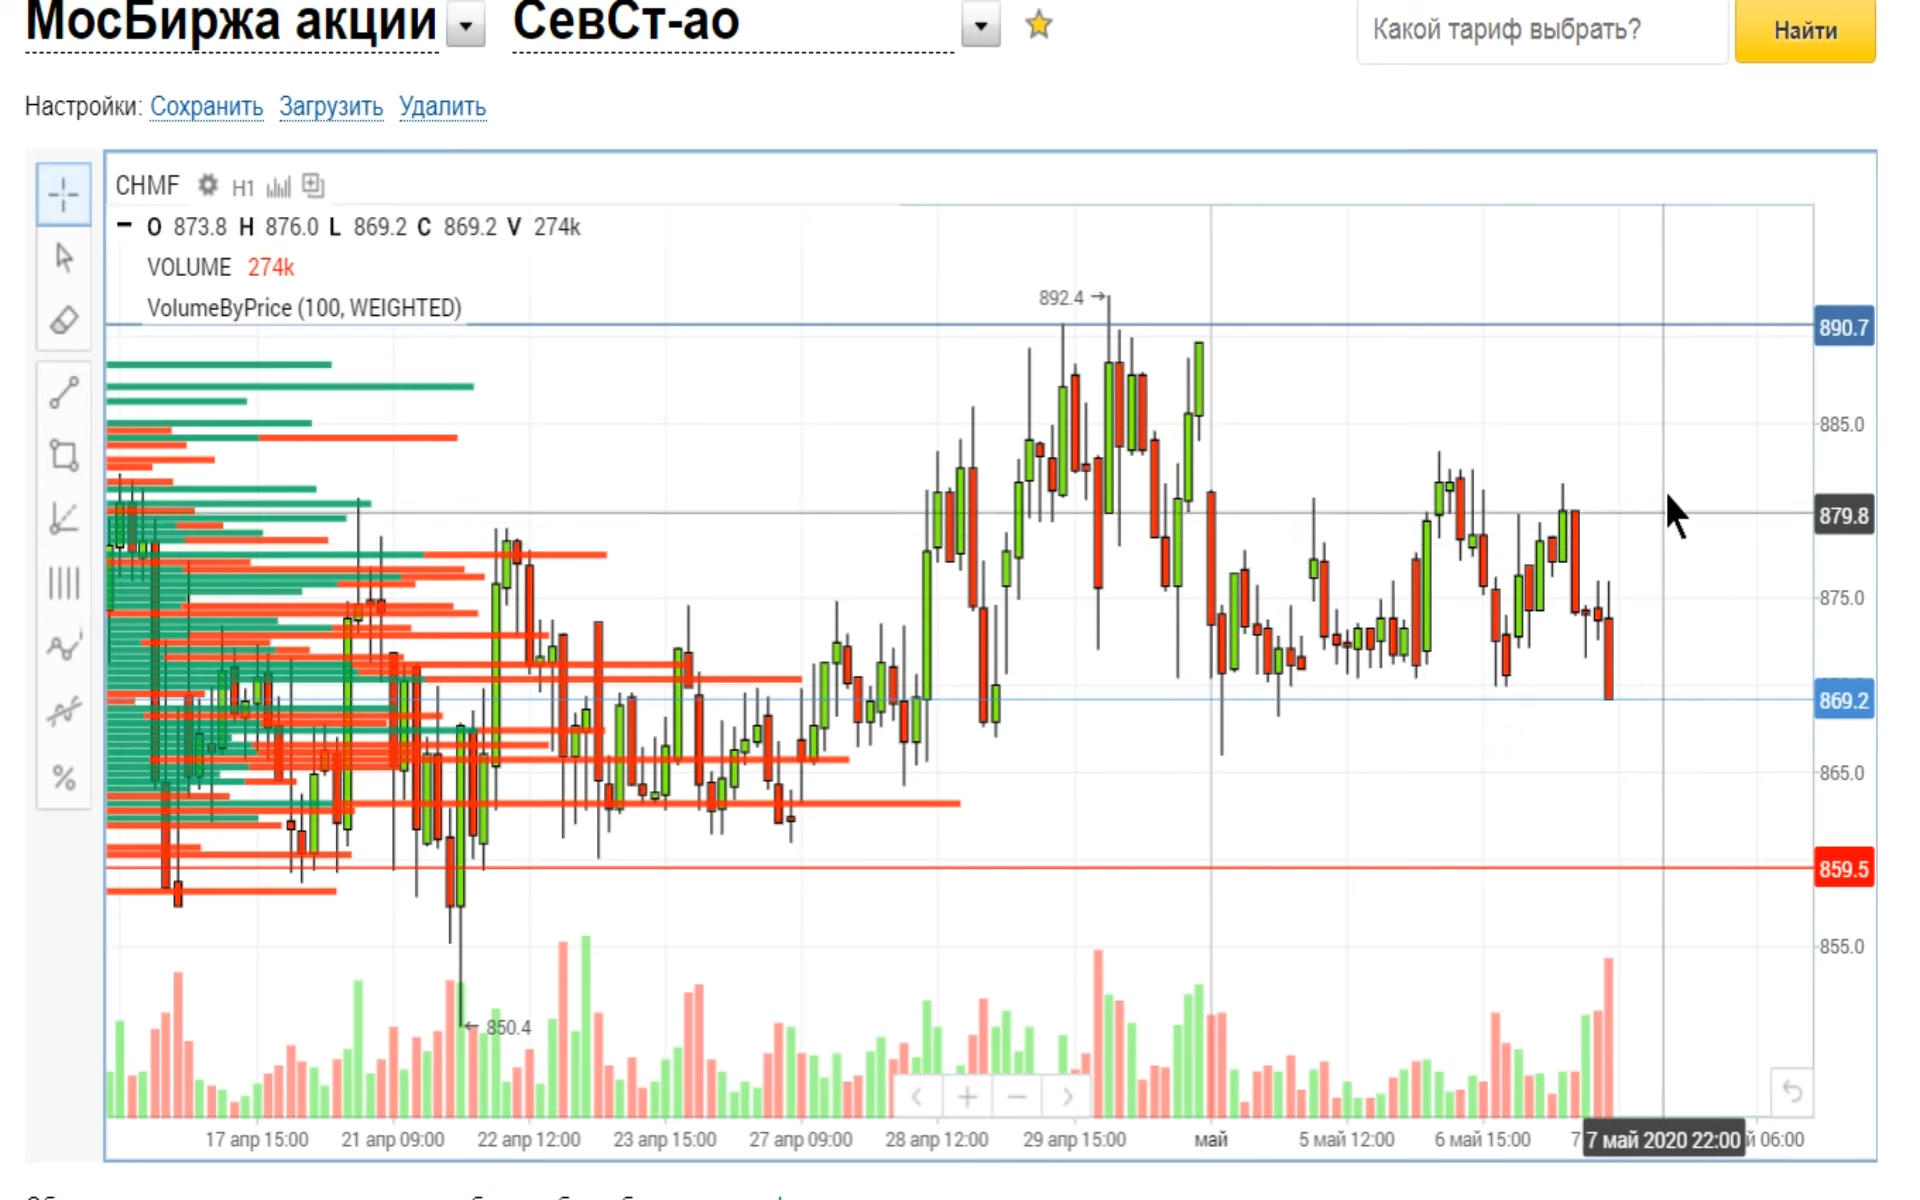 МосБиржа акции СевСт-ао
Какой тариф выбрать? Найти
Настройки: Сохранить Загрузить Удалить
CHMF H1
O 873.8 H 876.0 L 869.2 C 869.2 V 274k
VOLUME 274k
VolumeByPrice (100, WEIGHTED)
892.4
890.7
885.0
879.8
875.0
869.2
865.0
859.5
855.0
850.4
17 апр 15:00 21 апр 09:00 22 апр 12:00 23 апр 15:00 27 апр 09:00 28 апр 12:00 29 апр 15:00 май 5 май 12:00 6 май 15:00 7 7 май 2020 22:00 й 06:00